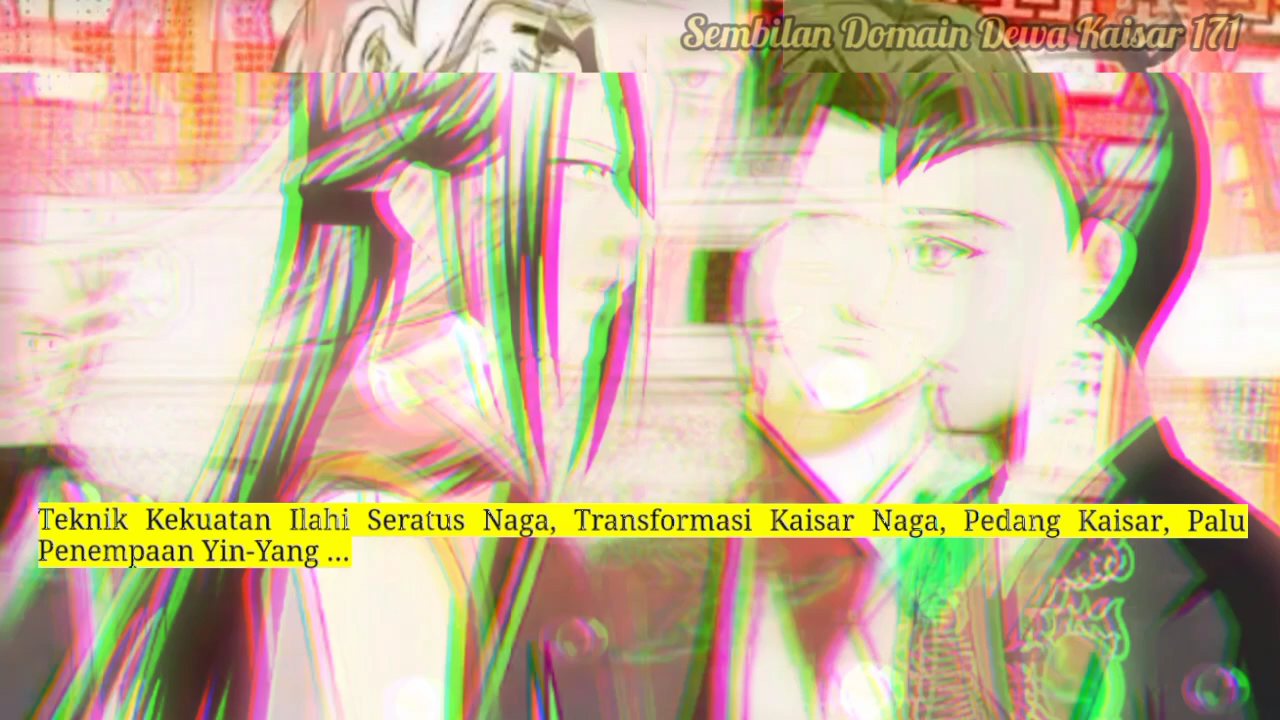 Sembilan Domain Dewa Kaisar 171
Teknik Kekuatan Ilahi Seratus Naga, Transformasi Kaisar Naga, Pedang Kaisar, Palu
Penempaan Yin-Yang ...